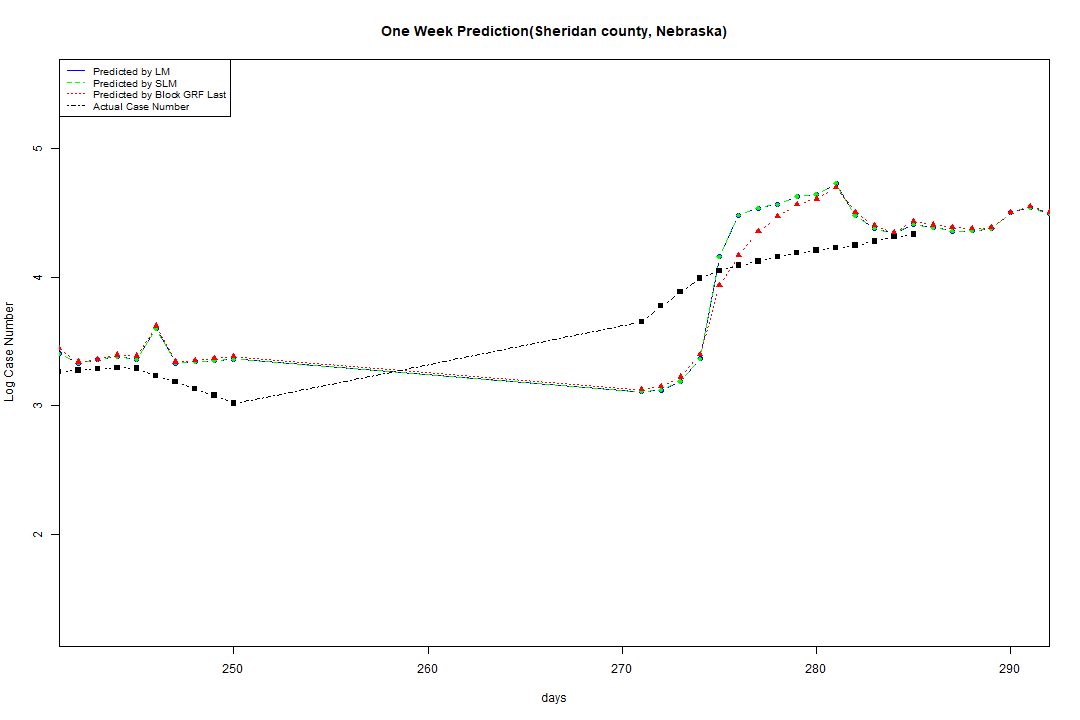 One Week Prediction(Sheridan county, Nebraska)
Predicted by LM
Predicted by SLM
Predicted by Block GRF Last
Actual Case Number
Log Case Number
5
4
3
2
250 260 270 280 290
days